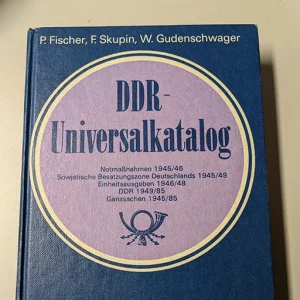 P. Fischer, F. Skupin, W. Gudenschwager
DDR-
Universalkatalog
Notmaßnahmen 1945/46
Sowjetische Besatzungszone Deutschlands 1945/49
Einheitsausgaben 1946/48
DDR 1949/85
Ganzsachen 1945/85